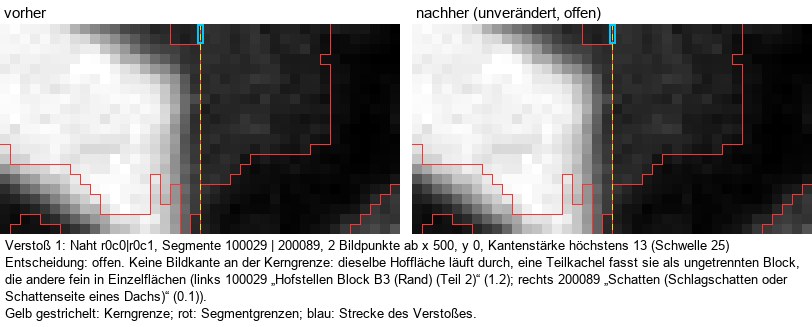 vorher
nachher (unverändert, offen)
Verstoß 1: Naht r0c0|r0c1, Segmente 100029 | 200089, 2 Bildpunkte ab x 500, y 0, Kantenstärke höchstens 13 (Schwelle 25)
Entscheidung: offen. Keine Bildkante an der Kerngrenze: dieselbe Hoffläche läuft durch, eine Teilkachel fasst sie als ungetrennten Block,
die andere fein in Einzelflächen (links 100029 „Hofstellen Block B3 (Rand) (Teil 2)“ (1.2); rechts 200089 „Schatten (Schlagschatten oder
Schattenseite eines Dachs)“ (0.1)).
Gelb gestrichelt: Kerngrenze; rot: Segmentgrenzen; blau: Strecke des Verstoßes.